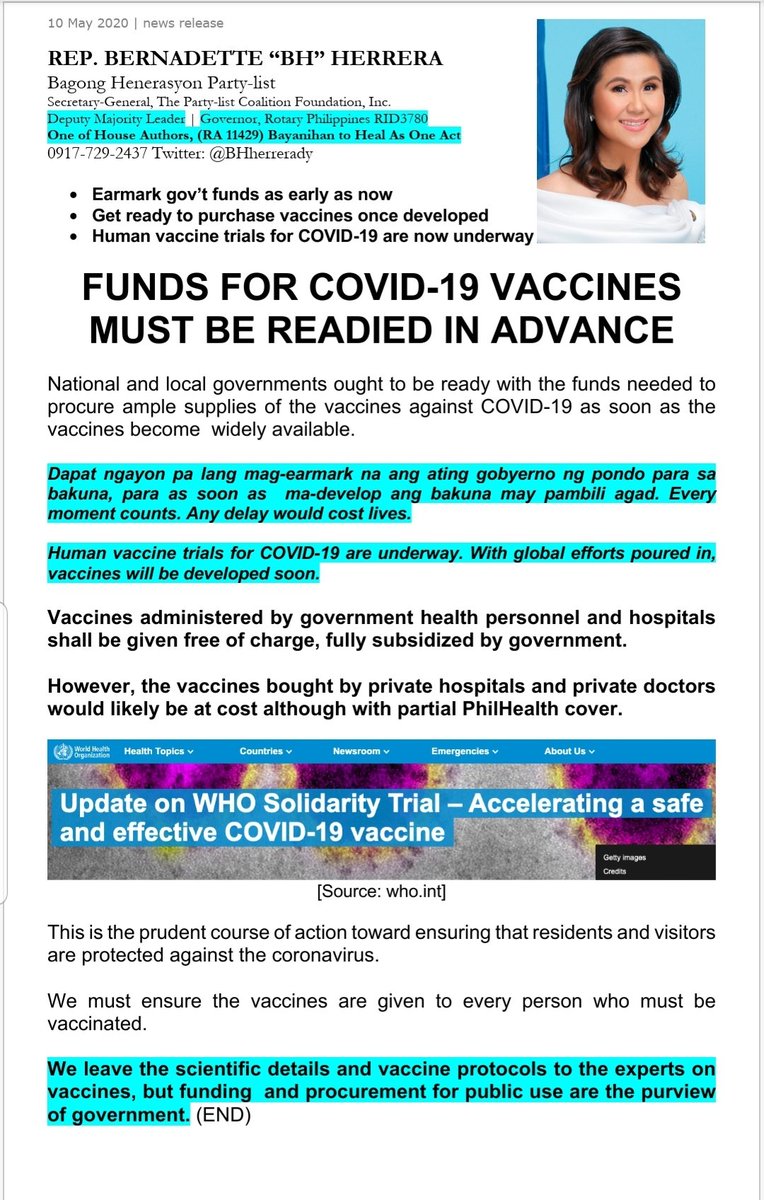 10 May 2020 | news release
REP. BERNADETTE “BH” HERRERA
Bagong Henerasyon Party-list
Secretary-General, The Party-list Coalition Foundation, Inc.
Deputy Majority Leader | Governor, Rotary Philippines RID3780
One of House Authors, (RA 11429) Bayanihan to Heal As One Act
0917-729-2437 Twitter: @BHherrerady
• Earmark gov’t funds as early as now
• Get ready to purchase vaccines once developed
• Human vaccine trials for COVID-19 are now underway
FUNDS FOR COVID-19 VACCINES
MUST BE READIED IN ADVANCE
National and local governments ought to be ready with the funds needed to
procure ample supplies of the vaccines against COVID-19 as soon as the
vaccines become widely available.
Dapat ngayon pa lang mag-earmark na ang ating gobyerno ng pondo para sa
bakuna, para as soon as ma-develop ang bakuna may pambili agad. Every
moment counts. Any delay would cost lives.
Human vaccine trials for COVID-19 are underway. With global efforts poured in,
vaccines will be developed soon.
Vaccines administered by government health personnel and hospitals
shall be given free of charge, fully subsidized by government.
However, the vaccines bought by private hospitals and private doctors
would likely be at cost although with partial PhilHealth cover.
World Health
Organization
Health Topics
Countries
Newsroom
Emergencies
About Us
Update on WHO Solidarity Trial – Accelerating a safe
and effective COVID-19 vaccine
Getty images
Credits
[Source: who.int]
This is the prudent course of action toward ensuring that residents and visitors
are protected against the coronavirus.
We must ensure the vaccines are given to every person who must be
vaccinated.
We leave the scientific details and vaccine protocols to the experts on
vaccines, but funding and procurement for public use are the purview
of government. (END)